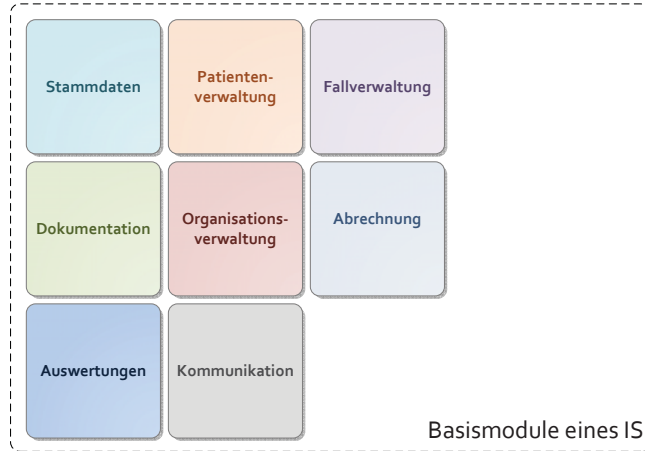 Stammdaten
Patienten-
verwaltung
Fallverwaltung
Dokumentation
Organisations-
verwaltung
Abrechnung
Auswertungen
Kommunikation
Basismodule eines IS